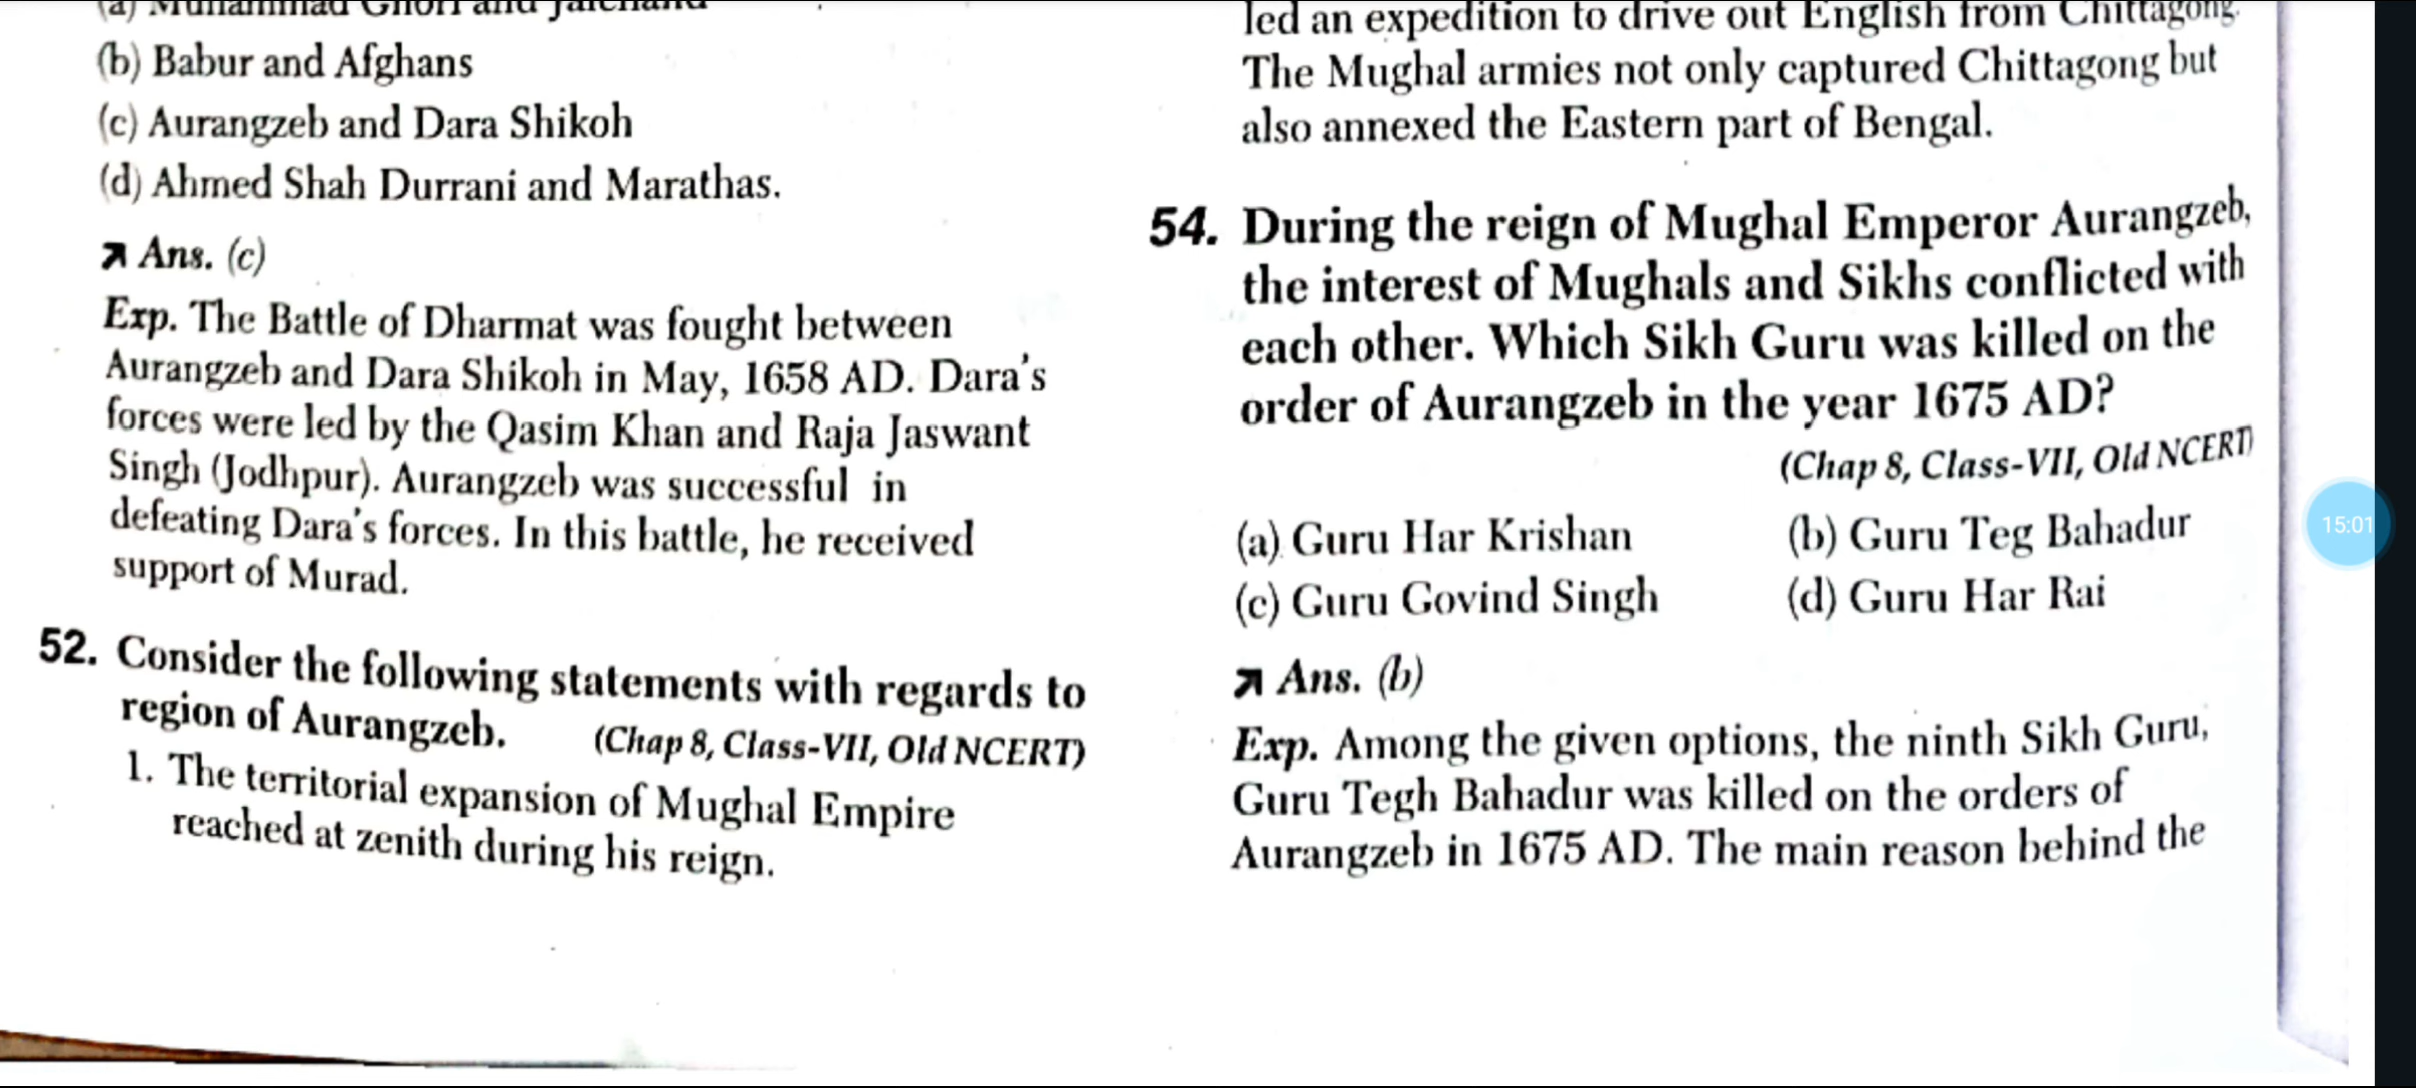 (a) Muhammad Ghori and Jaichand
(b) Babur and Afghans
(c) Aurangzeb and Dara Shikoh
(d) Ahmed Shah Durrani and Marathas.
Ans. (c)
Exp. The Battle of Dharmat was fought between
Aurangzeb and Dara Shikoh in May, 1658 AD. Dara's
forces were led by the Qasim Khan and Raja Jaswant
Singh (Jodhpur). Aurangzeb was successful in
defeating Dara's forces. In this battle, he received
support of Murad.
52. Consider the following statements with regards to
region of Aurangzeb. (Chap 8, Class-VII, Old NCERT)
1. The territorial expansion of Mughal Empire
reached at zenith during his reign.
led an expedition to drive out English from Chittagong.
The Mughal armies not only captured Chittagong but
also annexed the Eastern part of Bengal.
54. During the reign of Mughal Emperor Aurangzeb,
the interest of Mughals and Sikhs conflicted with
each other. Which Sikh Guru was killed on the
order of Aurangzeb in the year 1675 AD?
(Chap 8, Class-VII, Old NCERT)
(a) Guru Har Krishan (b) Guru Teg Bahadur
(c) Guru Govind Singh (d) Guru Har Rai
Ans. (b)
Exp. Among the given options, the ninth Sikh Guru,
Guru Tegh Bahadur was killed on the orders of
Aurangzeb in 1675 AD. The main reason behind the
15:01